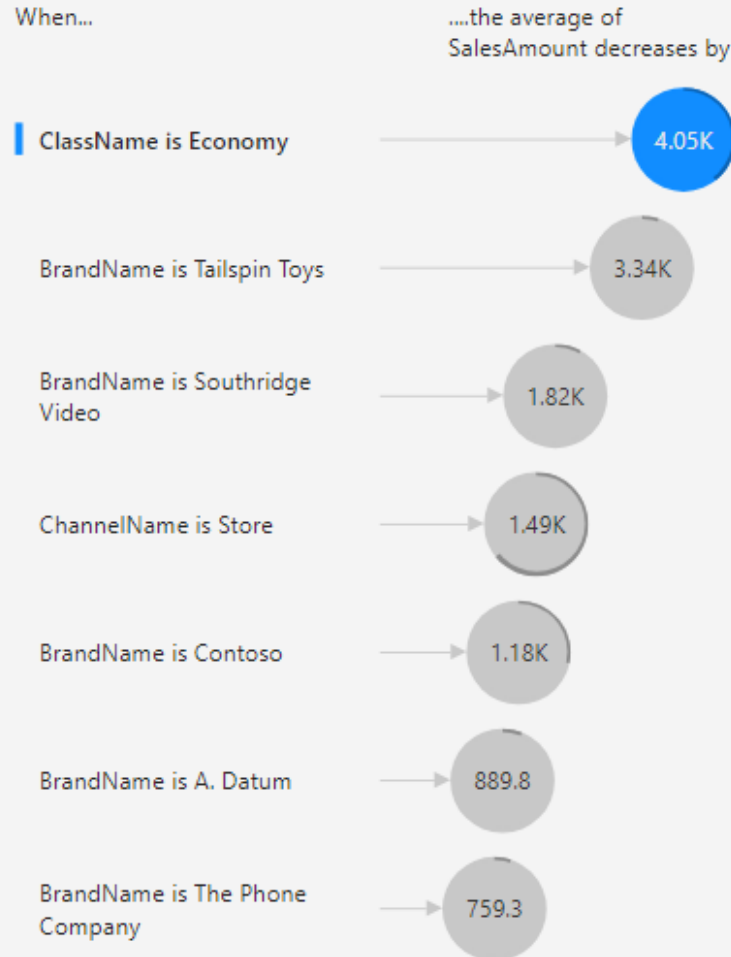 When...
....the average of
SalesAmount decreases by
ClassName is Economy
4.05K
BrandName is Tailspin Toys
3.34K
BrandName is Southridge
Video
1.82K
ChannelName is Store
1.49K
BrandName is Contoso
1.18K
BrandName is A. Datum
889.8
BrandName is The Phone
Company
759.3